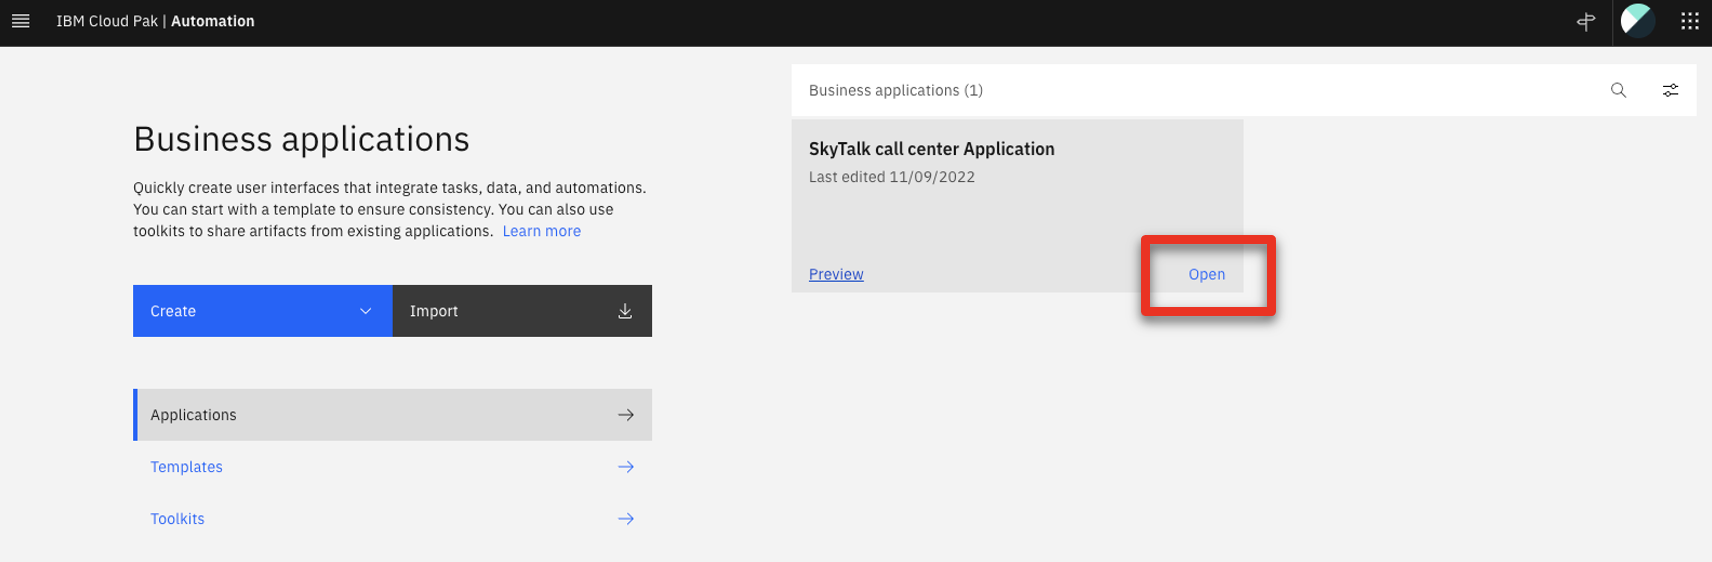 IBM Cloud Pak | Automation
Business applications
Quickly create user interfaces that integrate tasks, data, and automations.
You can start with a template to ensure consistency. You can also use
toolkits to share artifacts from existing applications. Learn more
Create
Import
Applications
Templates
Toolkits
Business applications (1)
SkyTalk call center Application
Last edited 11/09/2022
Preview
Open